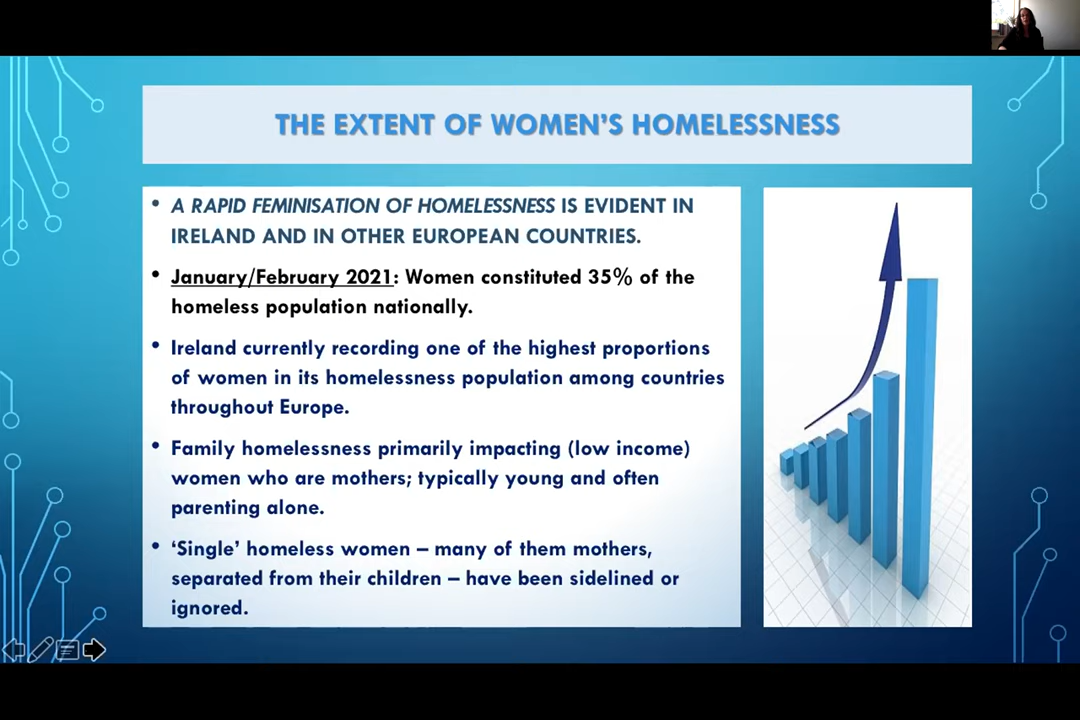 THE EXTENT OF WOMEN'S HOMELESSNESS
• A RAPID FEMINISATION OF HOMELESSNESS IS EVIDENT IN
IRELAND AND IN OTHER EUROPEAN COUNTRIES.
• January/February 2021: Women constituted 35% of the
homeless population nationally.
• Ireland currently recording one of the highest proportions
of women in its homelessness population among countries
throughout Europe.
• Family homelessness primarily impacting (low income)
women who are mothers; typically young and often
parenting alone.
• ‘Single’ homeless women – many of them mothers,
separated from their children – have been sidelined or
ignored.